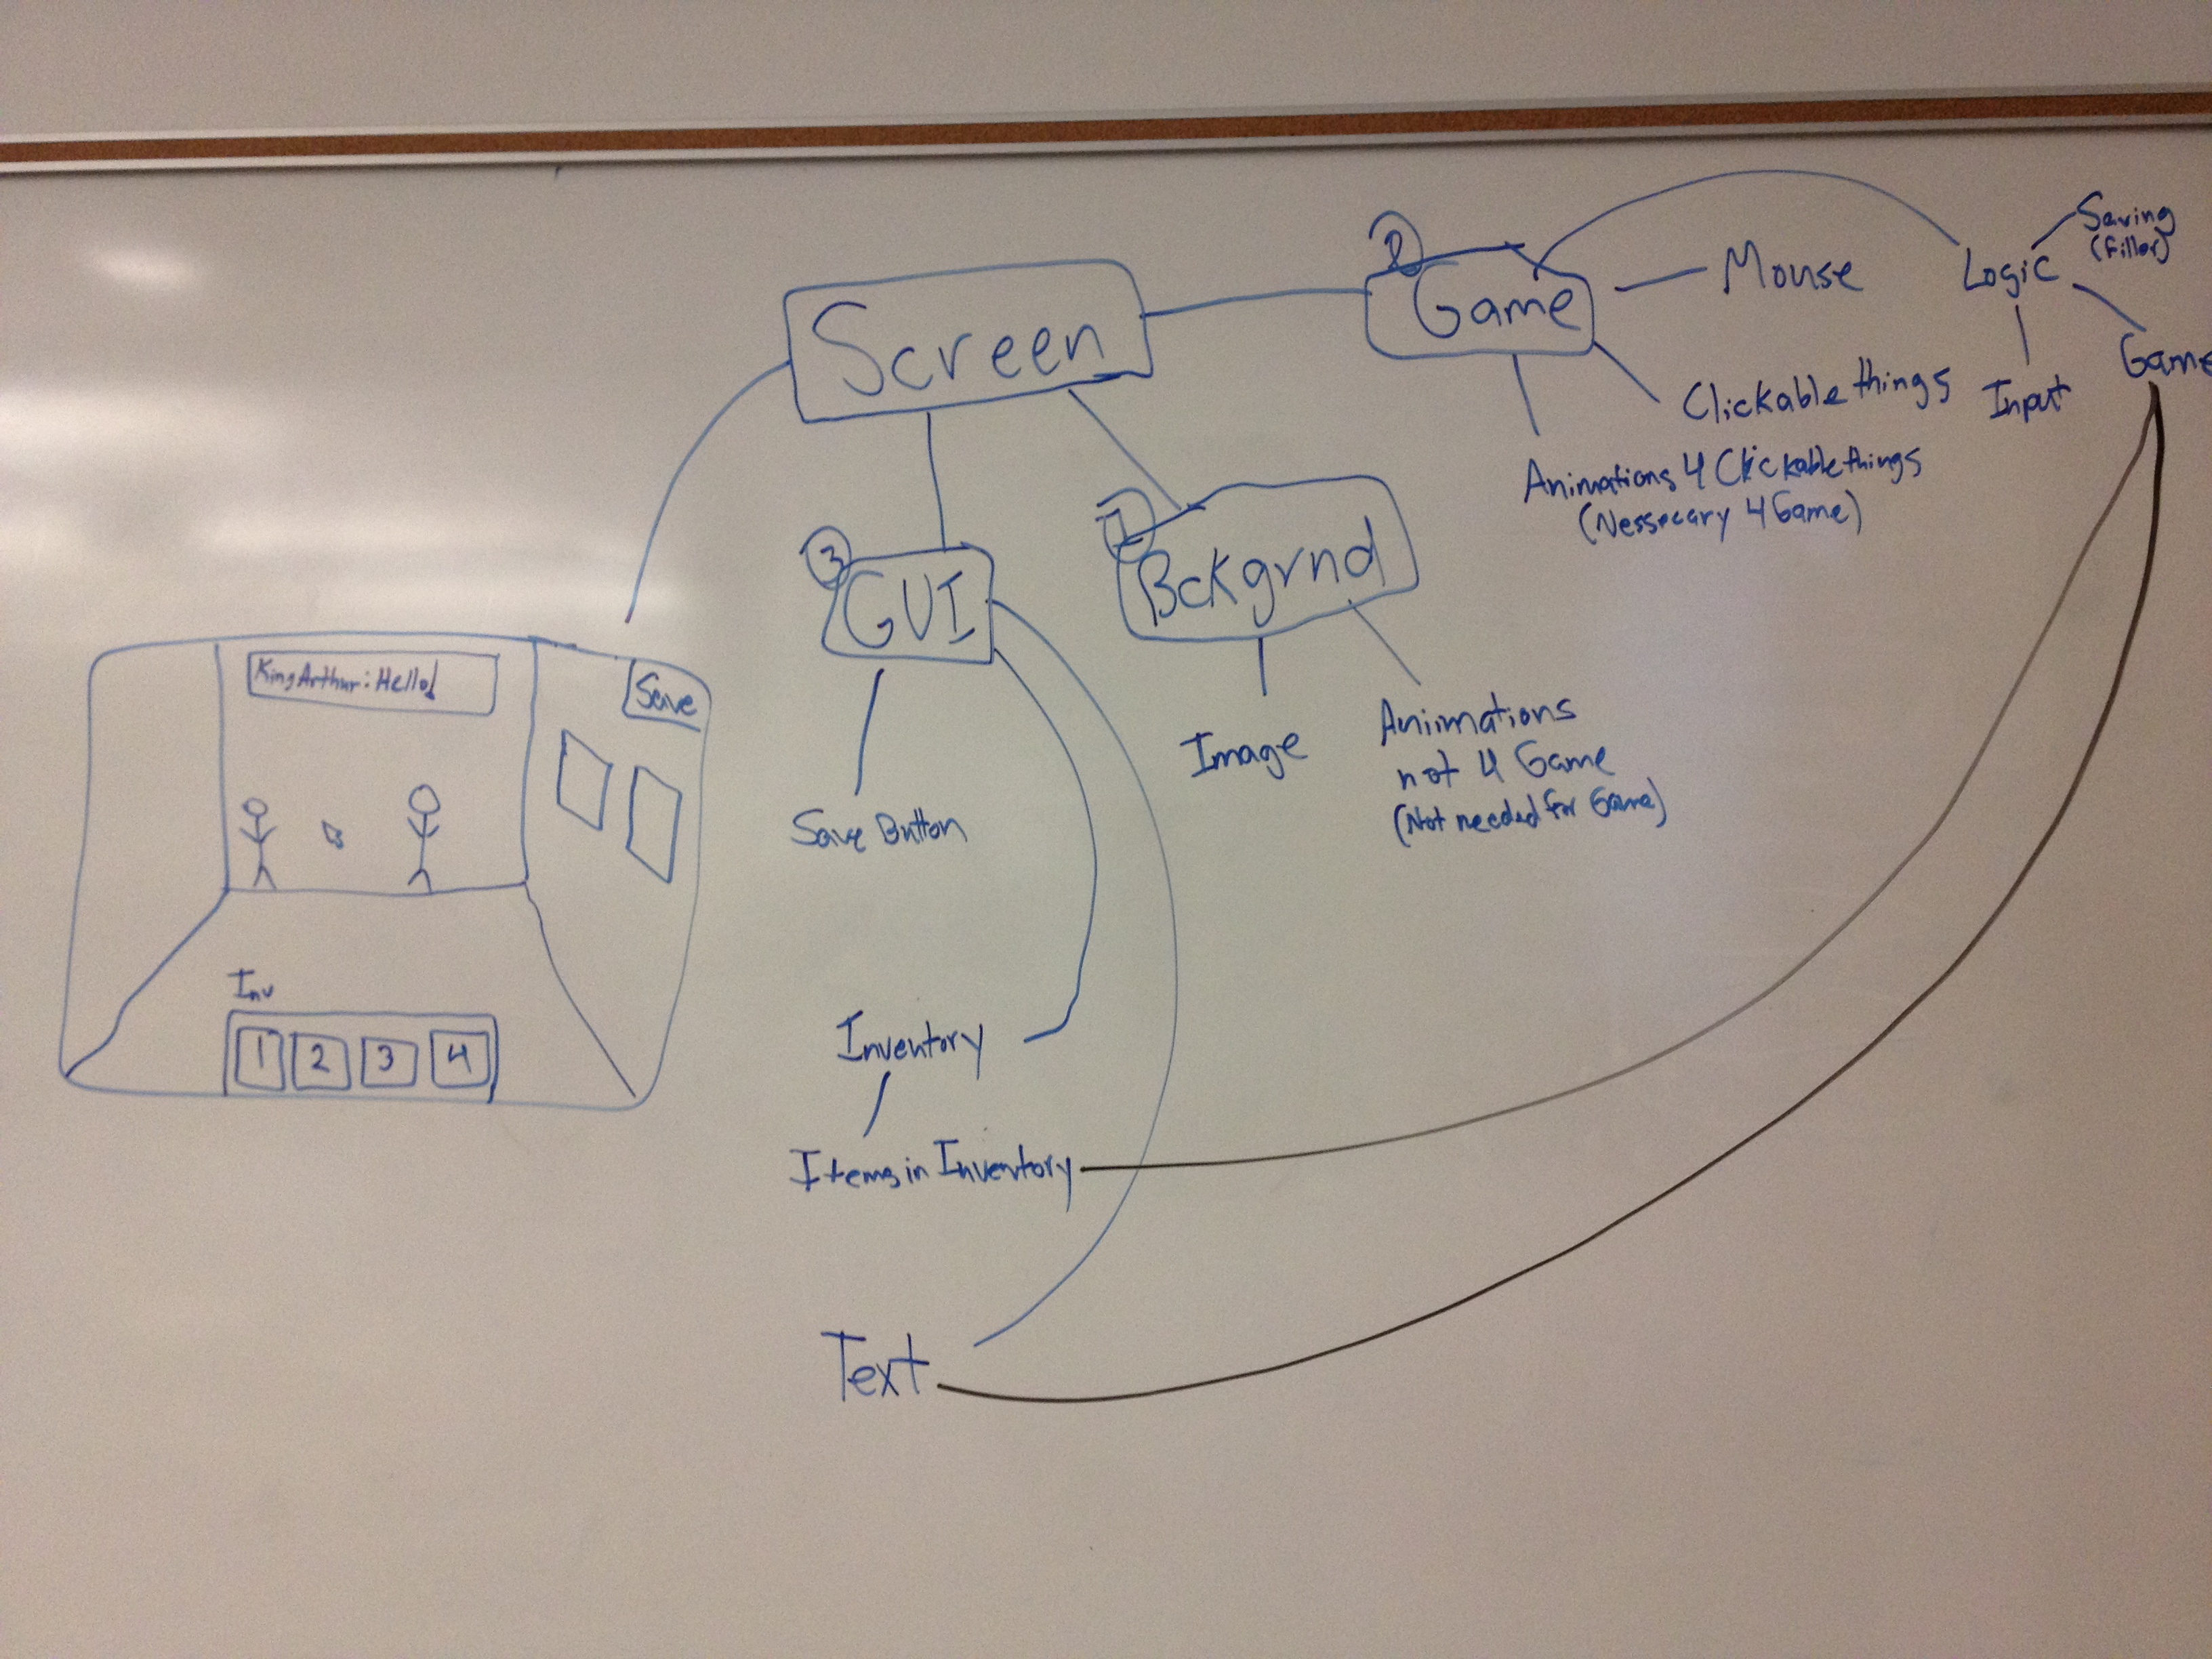 Screen
2
Game
Mouse
Logic
Saving
(filler)
Input
Game
Clickable things
Animations 4 Clickable things
(Nessecary 4 Game)
3
GUI
1
Bckgrnd
Image
Animations
not 4 Game
(Not needed for Game)
Save Button
Inventory
Items in Inventory
Text
King Arthur: Hello!
Save
Inv
1 2 3 4